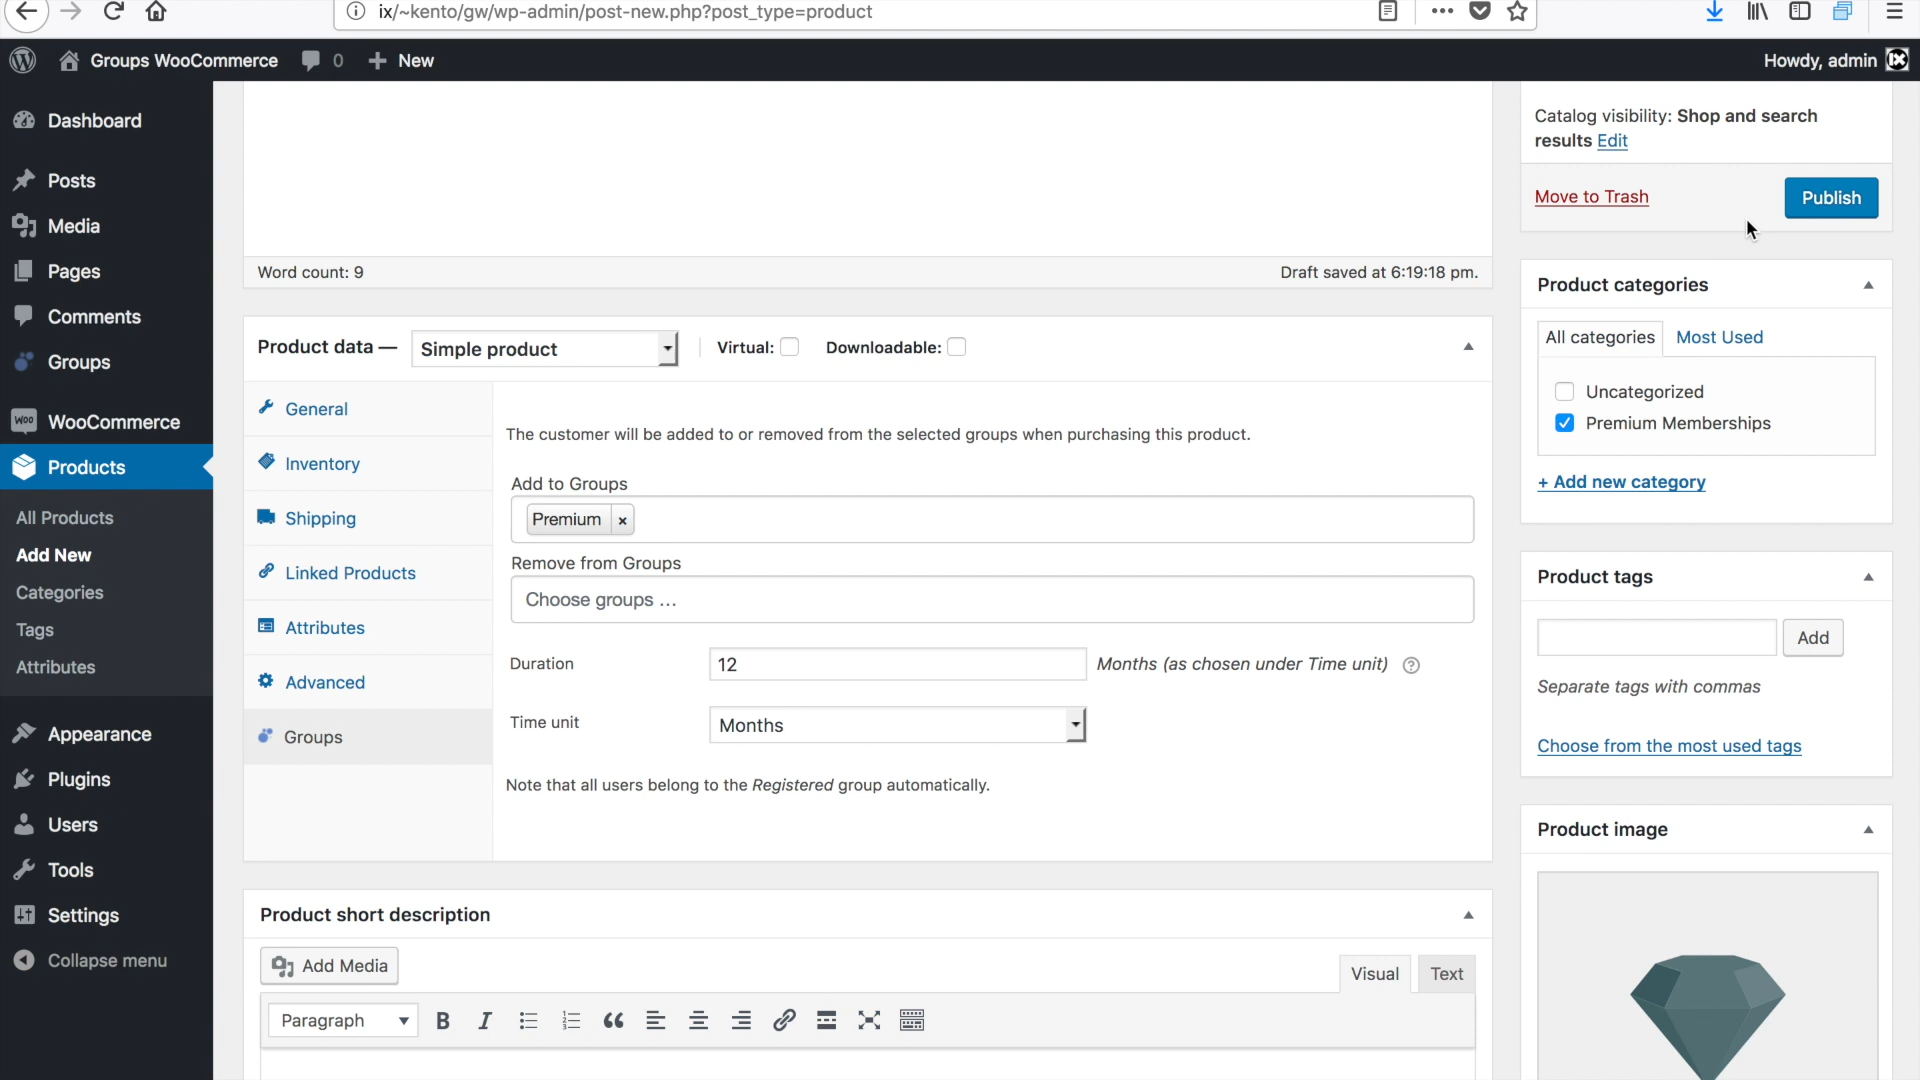 ix/~kento/gw/wp-admin/post-new.php?post_type=product
Groups WooCommerce 0 New
Howdy, admin
Dashboard
Posts
Media
Pages
Comments
Groups
WooCommerce
Products
All Products
Add New
Categories
Tags
Attributes
Appearance
Plugins
Users
Tools
Settings
Collapse menu
Word count: 9
Draft saved at 6:19:18 pm.
Product data — Simple product Virtual: Downloadable:
General
Inventory
Shipping
Linked Products
Attributes
Advanced
Groups
The customer will be added to or removed from the selected groups when purchasing this product.
Add to Groups
Premium ×
Remove from Groups
Choose groups ...
Duration 12 Months (as chosen under Time unit) ?
Time unit Months
Note that all users belong to the Registered group automatically.
Product short description
Add Media
Visual Text
Paragraph B I
Catalog visibility: Shop and search
results Edit
Move to Trash Publish
Product categories
All categories Most Used
Uncategorized
Premium Memberships
+ Add new category
Product tags
Add
Separate tags with commas
Choose from the most used tags
Product image